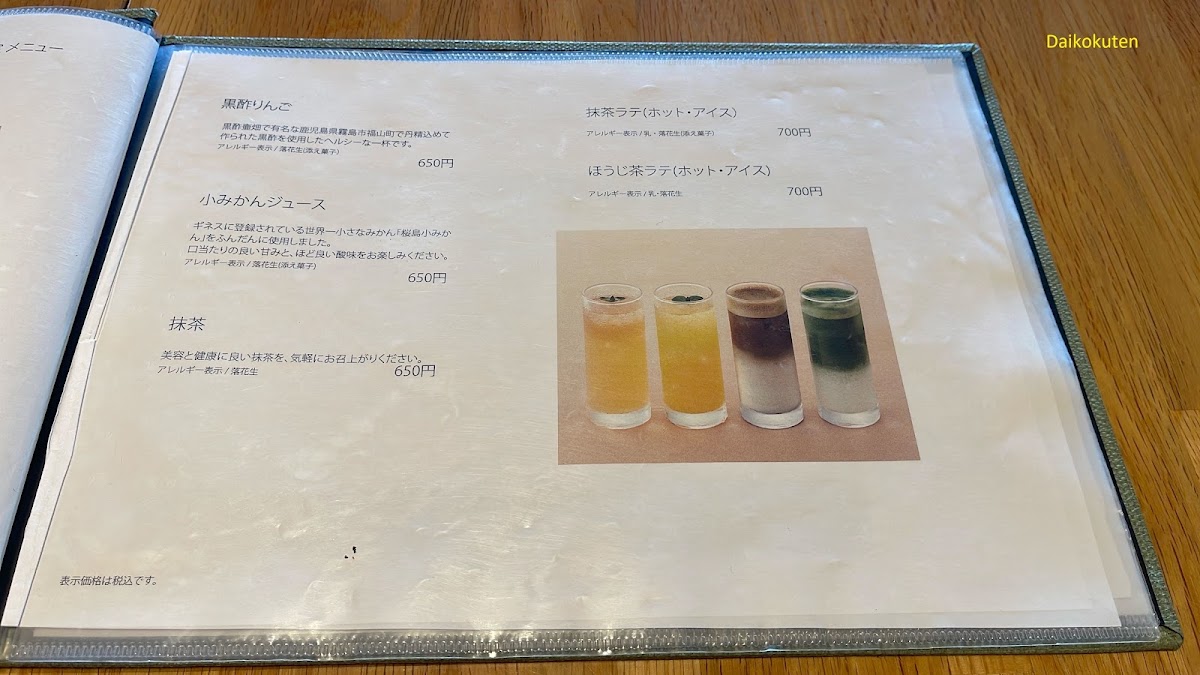 メニュー
黒酢りんご
黒酢壷畑で有名な鹿児島県霧島市福山町で丹精込めて
作られた黒酢を使用したヘルシーな一杯です。
アレルギー表示 / 落花生(添え菓子)
650円
小みかんジュース
ギネスに登録されている世界一小さなみかん「桜島小みか
ん」をふんだんに使用しました。
口当たりの良い甘みと、ほど良い酸味をお楽しみください。
アレルギー表示 / 落花生(添え菓子)
650円
抹茶
美容と健康に良い抹茶を、気軽にお召上がりください。
アレルギー表示 / 落花生
650円
表示価格は税込です。
抹茶ラテ(ホット・アイス)
アレルギー表示 / 乳・落花生(添え菓子)
700円
ほうじ茶ラテ(ホット・アイス)
アレルギー表示 / 乳・落花生
700円
Daikokuten